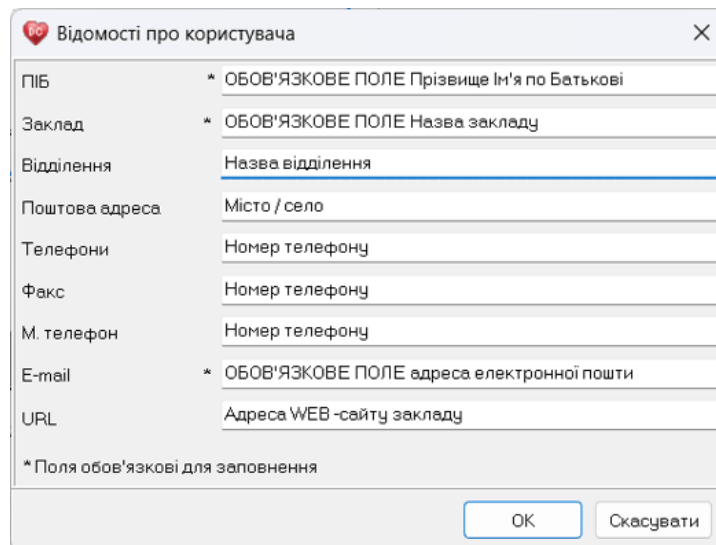 DC Відомості про користувача
ПІБ * ОБОВ'ЯЗКОВЕ ПОЛЕ Прізвище Ім'я по Батькові
Заклад * ОБОВ'ЯЗКОВЕ ПОЛЕ Назва закладу
Відділення Назва відділення
Поштова адреса Місто / село
Телефони Номер телефону
Факс Номер телефону
М. телефон Номер телефону
E-mail * ОБОВ'ЯЗКОВЕ ПОЛЕ адреса електронної пошти
URL Адреса WEB -сайту закладу
* Поля обов'язкові для заповнення
OK Скасувати